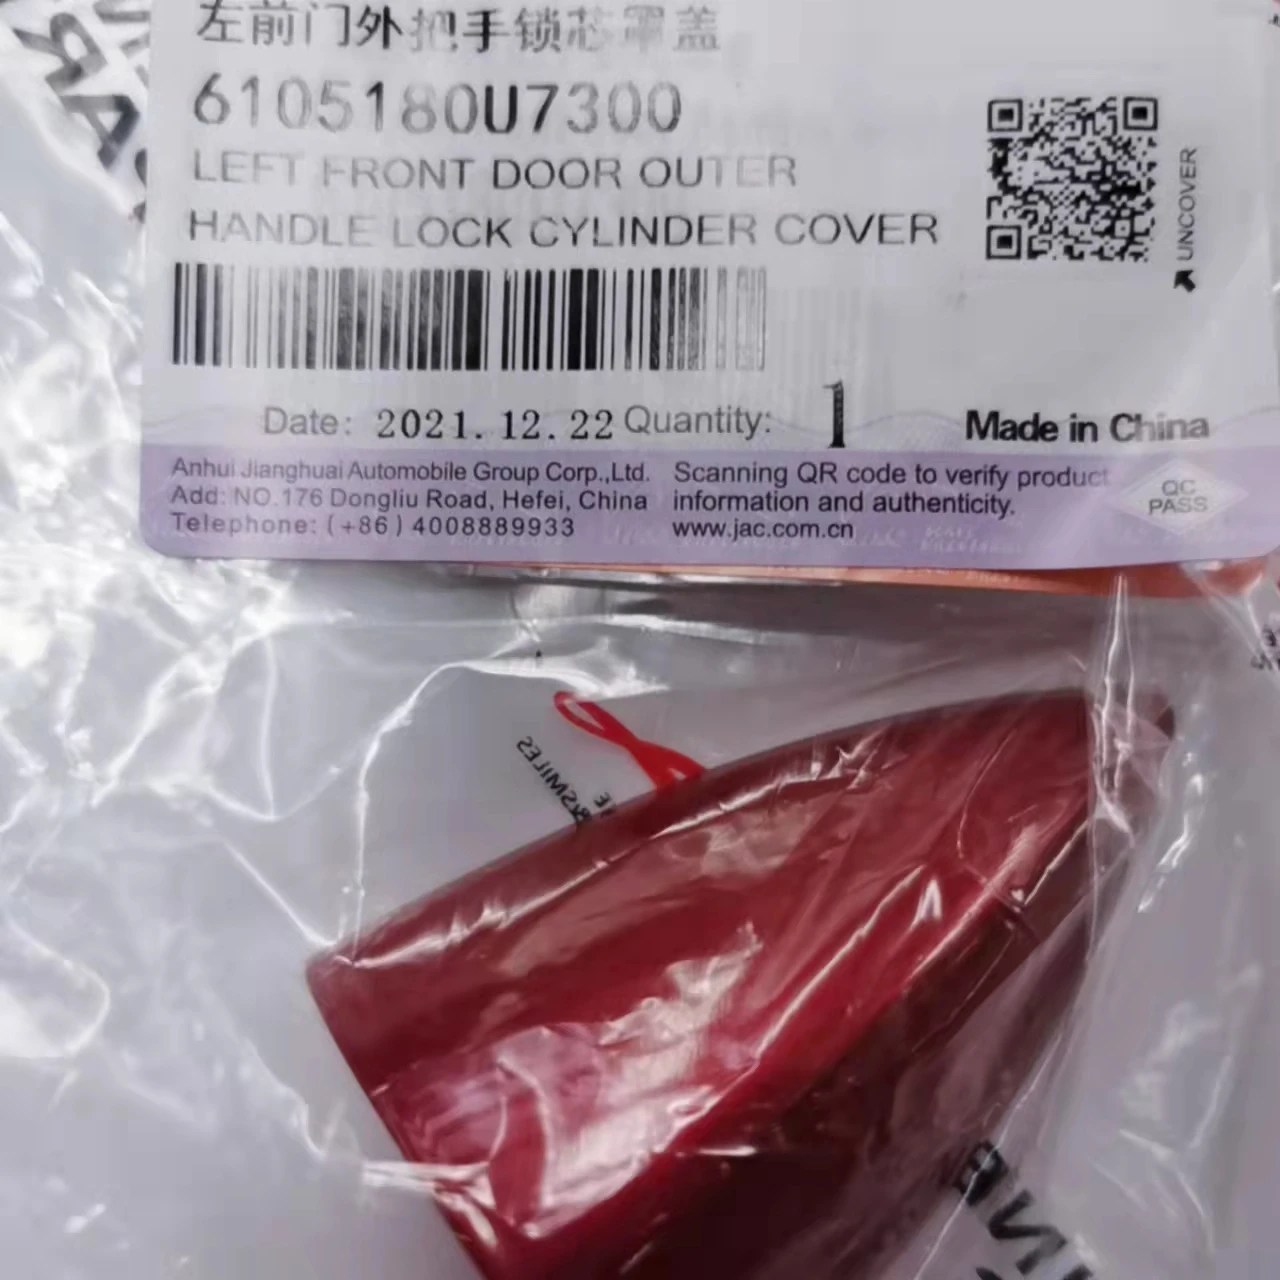 左前门外把手锁芯罩盖
6105180U7300
LEFT FRONT DOOR OUTER
HANDLE LOCK CYLINDER COVER
UNCOVER
Date: 2021.12.22 Quantity: 1
Made in China
Anhui Jianghuai Automobile Group Corp.,Ltd.
Add: NO.176 Dongliu Road, Hefei, China
Telephone: (+86) 4008889933
Scanning QR code to verify product
information and authenticity.
www.jac.com.cn
QC
PASS
SMILES